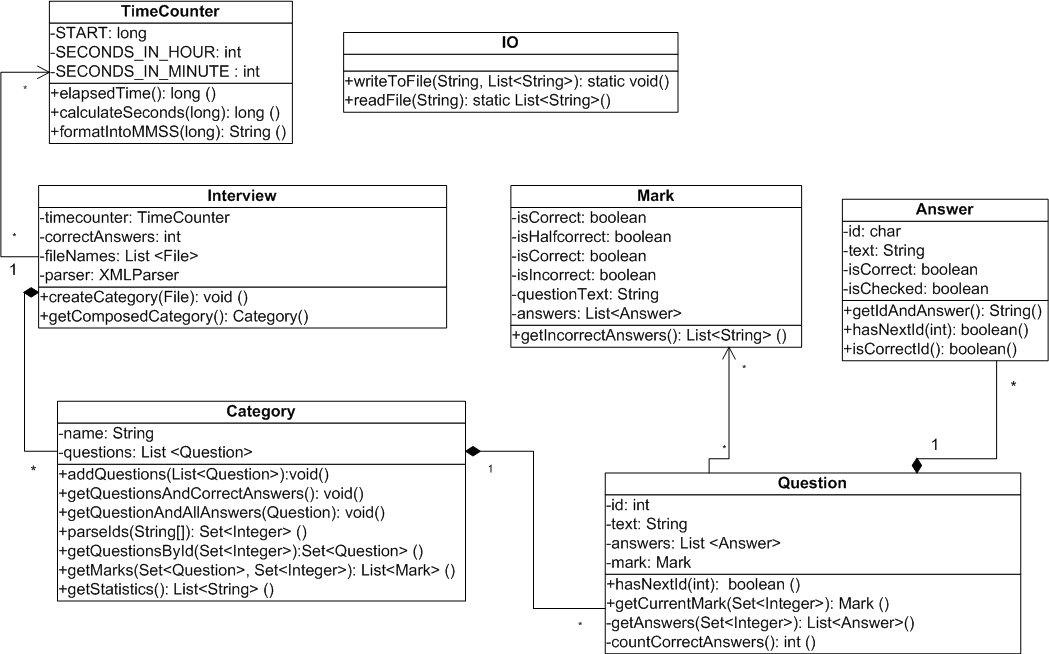 TimeCounter
-START: long
-SECONDS_IN_HOUR: int
-SECONDS_IN_MINUTE : int
+elapsedTime(): long ()
+calculateSeconds(long): long ()
+formatIntoMMSS(long): String ()
IO
+writeToFile(String, List<String>): static void()
+readFile(String): static List<String>()
*
*
1
Interview
-timecounter: TimeCounter
-correctAnswers: int
-fileNames: List <File>
-parser: XMLParser
+createCategory(File): void ()
+getComposedCategory(): Category()
Mark
-isCorrect: boolean
-isHalfcorrect: boolean
-isCorrect: boolean
-isIncorrect: boolean
-questionText: String
-answers: List<Answer>
+getIncorrectAnswers(): List<String> ()
Answer
-id: char
-text: String
-isCorrect: boolean
-isChecked: boolean
+getIdAndAnswer(): String()
+hasNextId(int): boolean()
+isCorrectId(): boolean()
*
*
*
1
*
Category
-name: String
-questions: List <Question>
+addQuestions(List<Question>):void()
+getQuestionsAndCorrectAnswers(): void()
+getQuestionAndAllAnswers(Question): void()
+parseIds(String[]): Set<Integer> ()
+getQuestionsById(Set<Integer>):Set<Question> ()
+getMarks(Set<Question>, Set<Integer>): List<Mark> ()
+getStatistics(): List<String> ()
1
*
Question
-id: int
-text: String
-answers: List <Answer>
-mark: Mark
+hasNextId(int): boolean ()
+getCurrentMark(Set<Integer>): Mark ()
-getAnswers(Set<Integer>): List<Answer>()
-countCorrectAnswers(): int ()